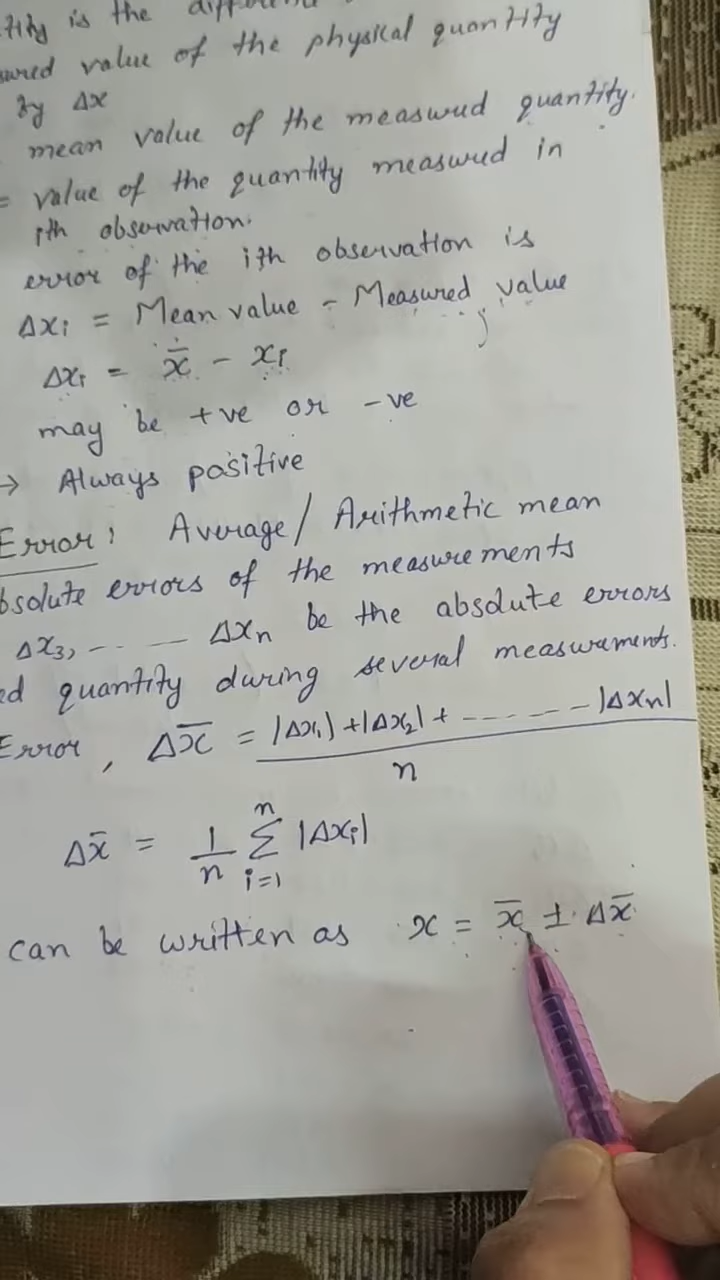 is the
value of the physical quantity
by Δx
mean value of the measured quantity.
= value of the quantity measured in
ith observation.
error of the ith observation is
Δxi = Mean value - Measured value
Δxi = x̄ - xi
may be +ve or -ve
→ Always positive
Error: Average/ Arithmetic mean
absolute errors of the measurements
Δx3, - - - Δxn be the absolute errors
quantity during several measurements.
Error, Δx̄ = |Δx1| + |Δx2| + - - - - - - |Δxn|
n
Δx̄ = 1/n Σ i=1 n |Δxi|
can be written as x = x̄ ± Δx̄